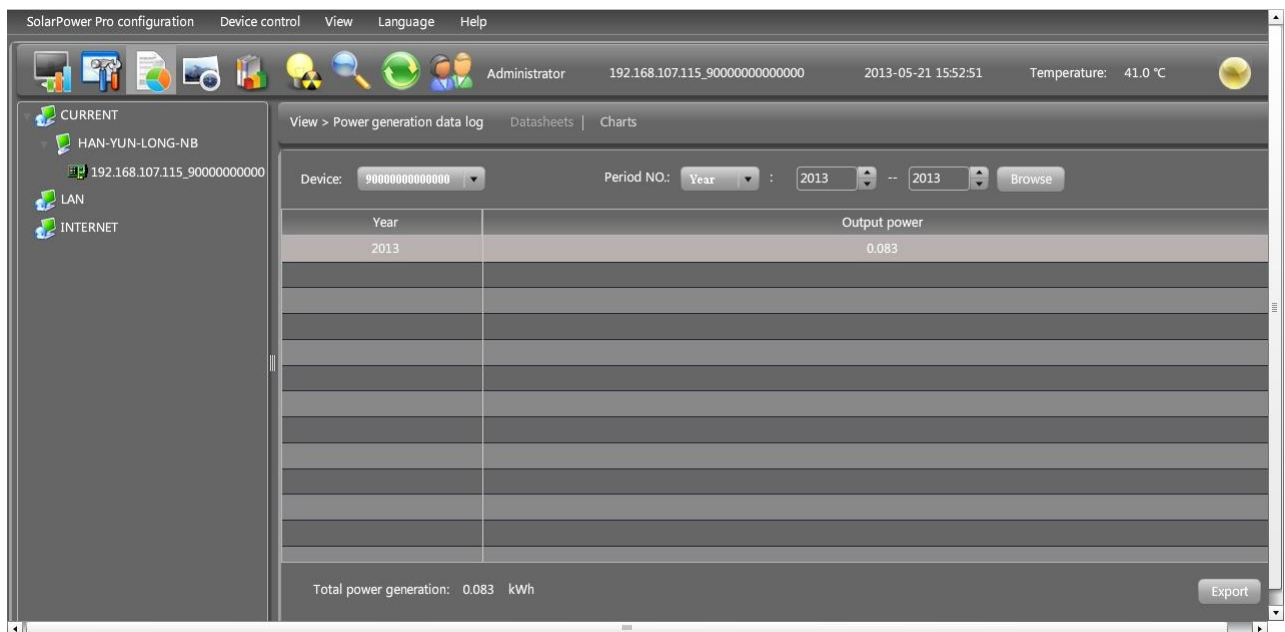 SolarPower Pro configuration Device control View Language Help
Administrator 192.168.107.115_90000000000000 2013-05-21 15:52:51 Temperature: 41.0 ℃
CURRENT
HAN-YUN-LONG-NB
192.168.107.115_90000000000
LAN
INTERNET
View > Power generation data log Datasheets | Charts
Device: 90000000000000 Period NO.: Year : 2013 -- 2013 Browse
Year Output power
2013 0.083
Total power generation: 0.083 kWh
Export